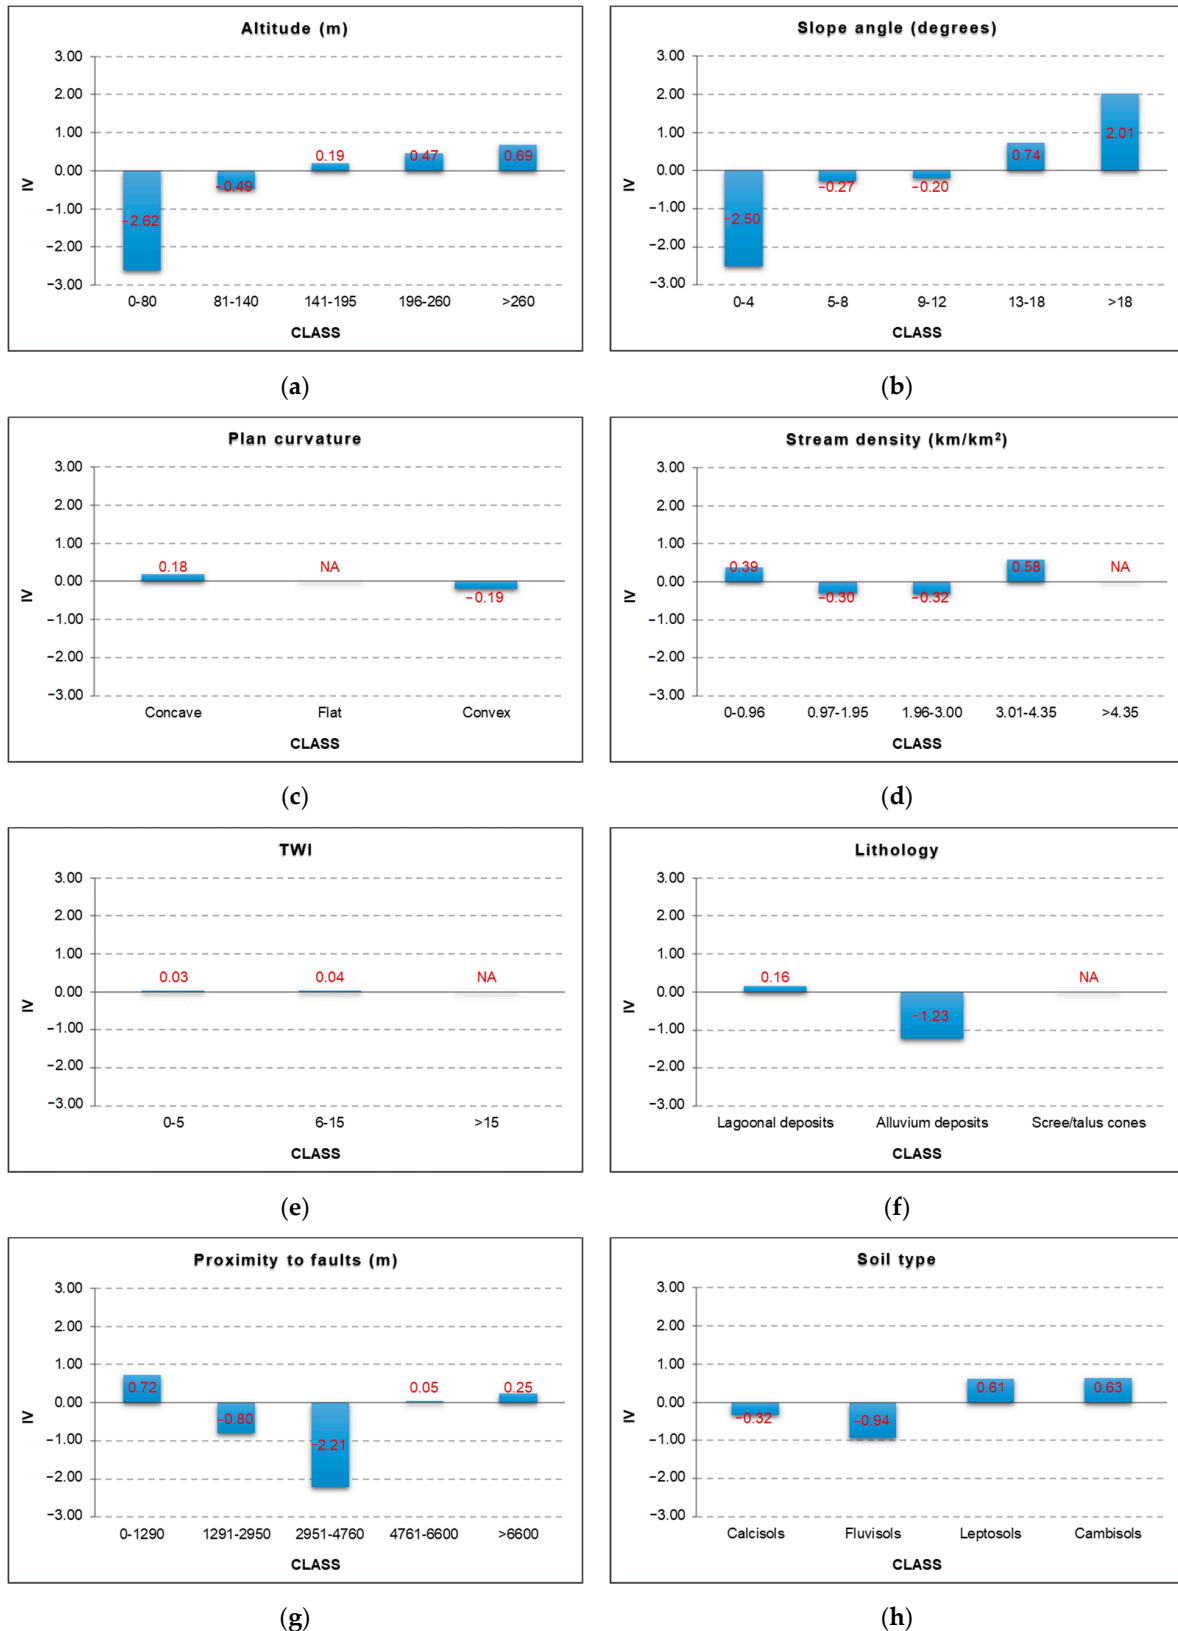 Altitude (m)
3.00
2.00
1.00
0.00
−1.00
−2.00
−3.00
IV
−2.62
−0.49
0.19
0.47
0.69
0-80 81-140 141-195 196-260 >260
CLASS
(a)
Slope angle (degrees)
3.00
2.00
1.00
0.00
−1.00
−2.00
−3.00
IV
−2.50
−0.27
−0.20
0.74
2.01
0-4 5-8 9-12 13-18 >18
CLASS
(b)
Plan curvature
3.00
2.00
1.00
0.00
−1.00
−2.00
−3.00
IV
0.18
NA
−0.19
Concave Flat Convex
CLASS
(c)
Stream density (km/km²)
3.00
2.00
1.00
0.00
−1.00
−2.00
−3.00
IV
0.39
−0.30
−0.32
0.58
NA
0-0.96 0.97-1.95 1.96-3.00 3.01-4.35 >4.35
CLASS
(d)
TWI
3.00
2.00
1.00
0.00
−1.00
−2.00
−3.00
IV
0.03
0.04
NA
0-5 6-15 >15
CLASS
(e)
Lithology
3.00
2.00
1.00
0.00
−1.00
−2.00
−3.00
IV
0.16
−1.23
NA
Lagoonal deposits Alluvium deposits Scree/talus cones
CLASS
(f)
Proximity to faults (m)
3.00
2.00
1.00
0.00
−1.00
−2.00
−3.00
IV
0.72
−0.80
−2.21
0.05
0.25
0-1290 1291-2950 2951-4760 4761-6600 >6600
CLASS
(g)
Soil type
3.00
2.00
1.00
0.00
−1.00
−2.00
−3.00
IV
−0.32
−0.94
0.61
0.63
Calcisols Fluvisols Leptosols Cambisols
CLASS
(h)